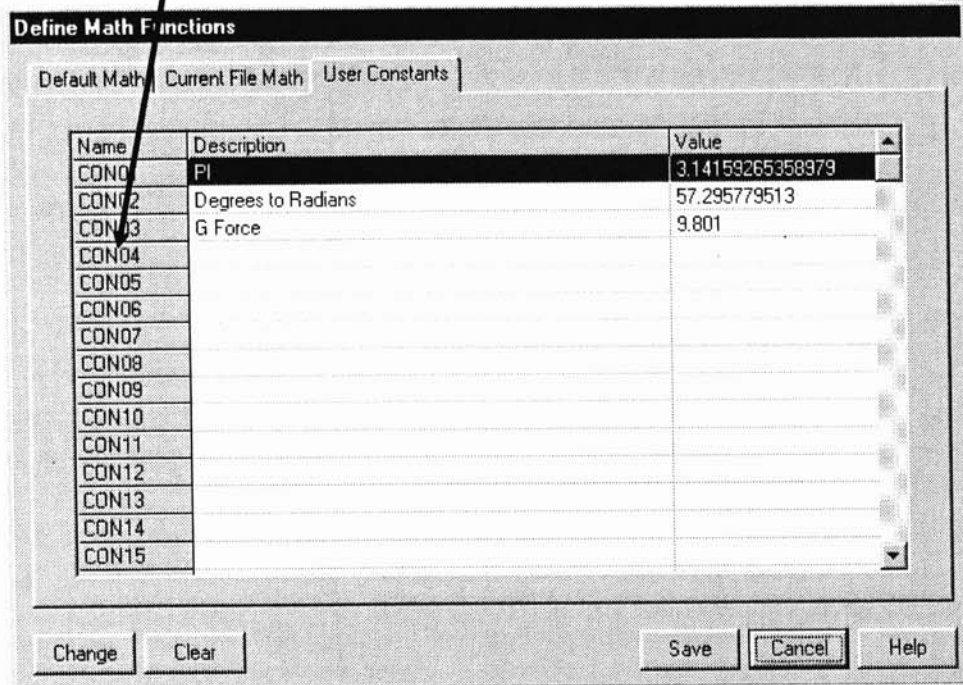 Define Math Functions
Default Math Current File Math User Constants
Name Description Value
CON01 PI 3.14159265358979
CON02 Degrees to Radians 57.295779513
CON03 G Force 9.801
CON04
CON05
CON06
CON07
CON08
CON09
CON10
CON11
CON12
CON13
CON14
CON15
Change Clear Save Cancel Help